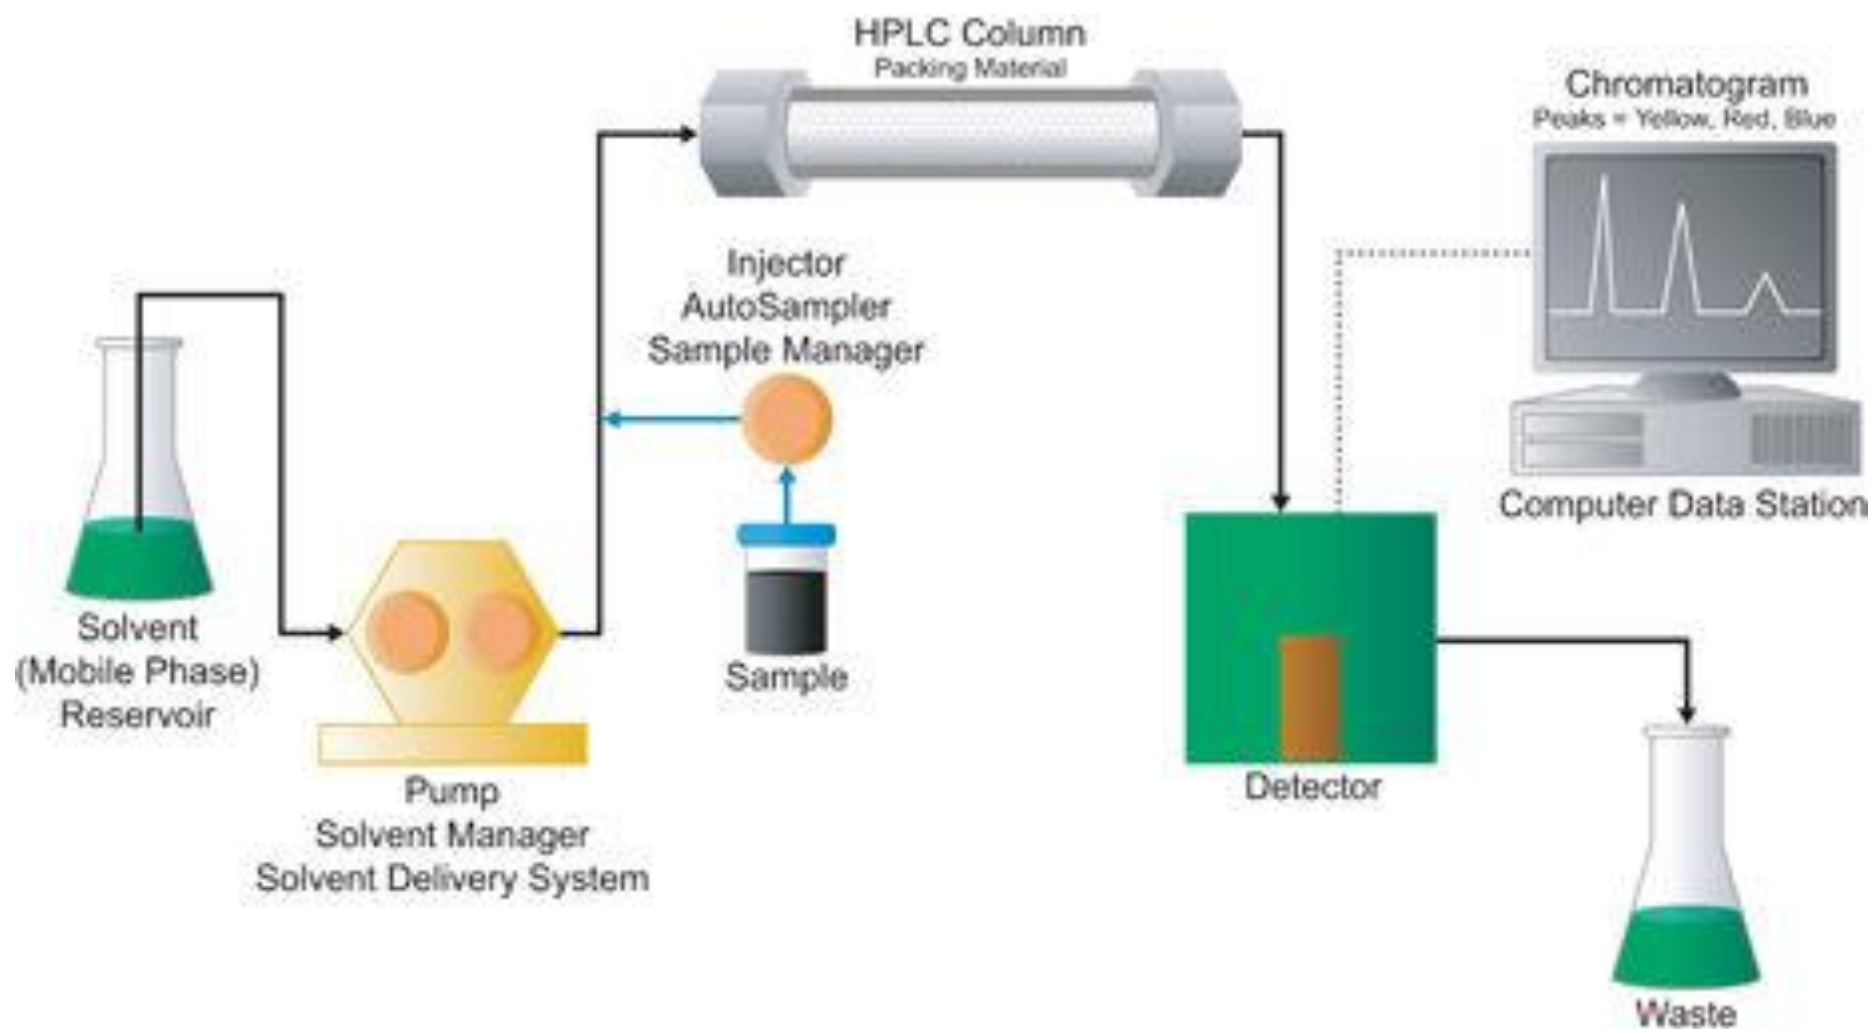 HPLC Column
Packing Material
Chromatogram
Peaks = Yellow, Red, Blue
Injector
AutoSampler
Sample Manager
Computer Data Station
Solvent
(Mobile Phase)
Reservoir
Sample
Pump
Solvent Manager
Solvent Delivery System
Detector
Waste